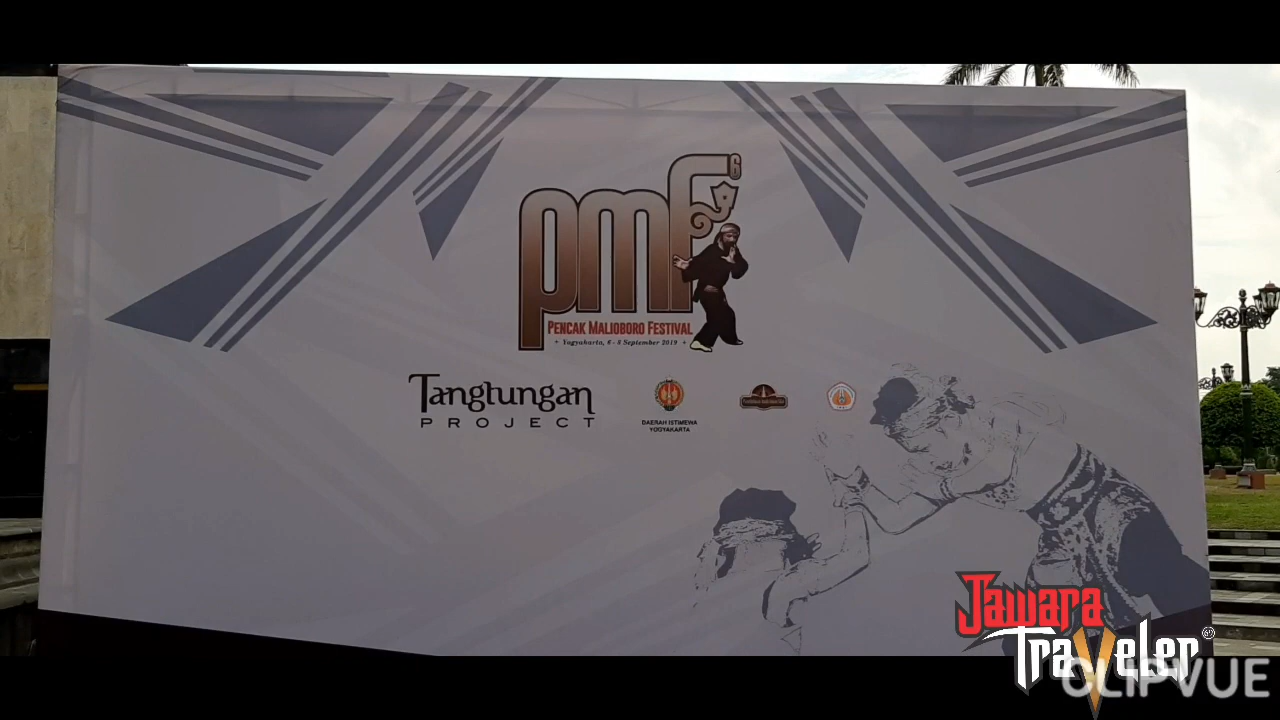 pmf 6
PENCAK MALIOBORO FESTIVAL
+ Yogyakarta, 6 - 8 September 2019 +
Tangtungan
PROJECT
DAERAH ISTIMEWA
YOGYAKARTA
Jawara
Traveler
CLIPVUE